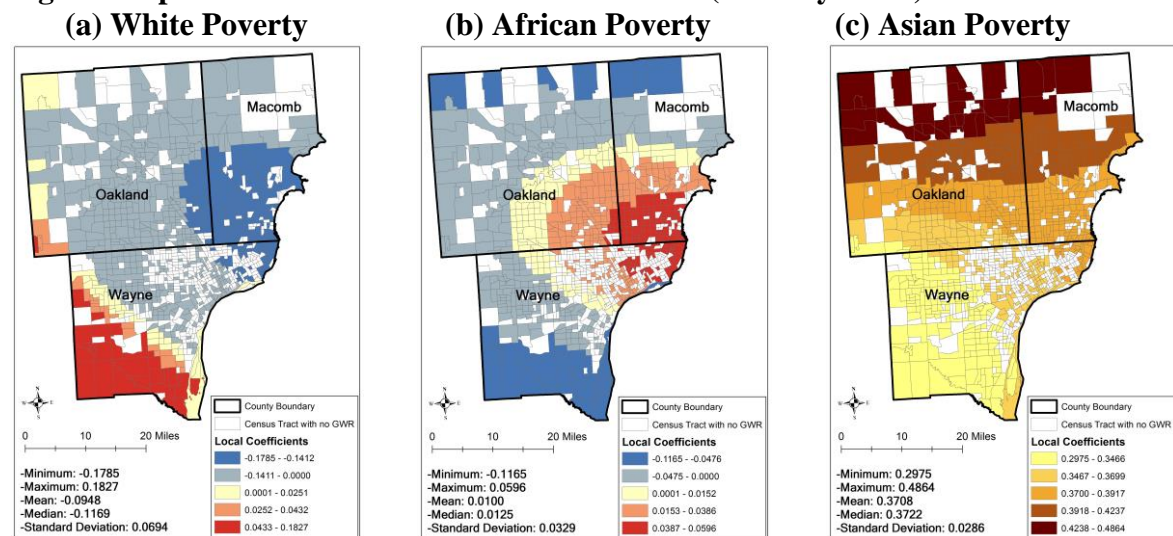 (a) White Poverty
(b) African Poverty
(c) Asian Poverty
Macomb
Oakland
Wayne
N
W E
S
County Boundary
Census Tract with no GWR
Local Coefficients
-0.1785 - -0.1412
-0.1411 - 0.0000
0.0001 - 0.0251
0.0252 - 0.0432
0.0433 - 0.1827
0 10 20 Miles
-Minimum: -0.1785
-Maximum: 0.1827
-Mean: -0.0948
-Median: -0.1169
-Standard Deviation: 0.0694
Macomb
Oakland
Wayne
N
W E
S
County Boundary
Census Tract with no GWR
Local Coefficients
-0.1165 - -0.0476
-0.0475 - 0.0000
0.0001 - 0.0152
0.0153 - 0.0386
0.0387 - 0.0596
0 10 20 Miles
-Minimum: -0.1165
-Maximum: 0.0596
-Mean: 0.0100
-Median: 0.0125
-Standard Deviation: 0.0329
Macomb
Oakland
Wayne
N
W E
S
County Boundary
Census Tract with no GWR
Local Coefficients
0.2975 - 0.3466
0.3467 - 0.3699
0.3700 - 0.3917
0.3918 - 0.4237
0.4238 - 0.4864
0 10 20 Miles
-Minimum: 0.2975
-Maximum: 0.4864
-Mean: 0.3708
-Median: 0.3722
-Standard Deviation: 0.0286